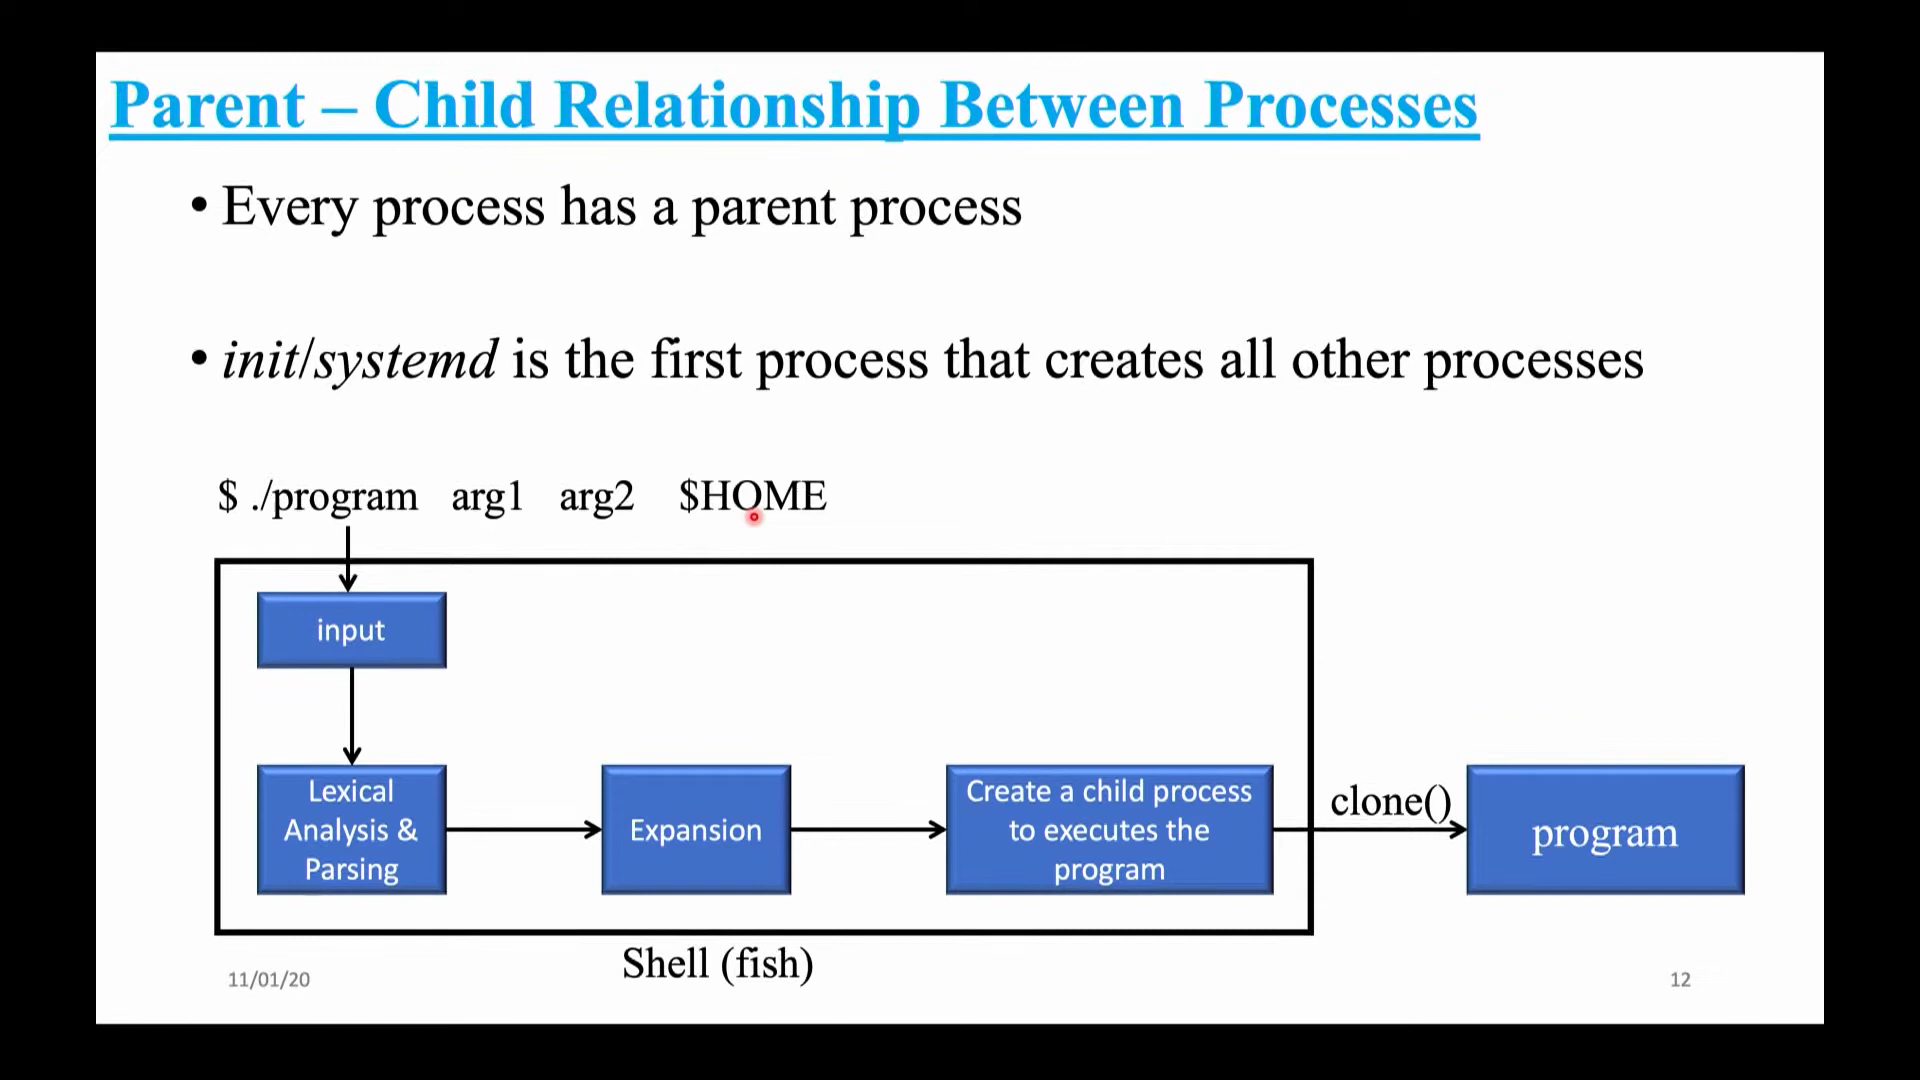 Parent – Child Relationship Between Processes
• Every process has a parent process
• init/systemd is the first process that creates all other processes
$ ./program arg1 arg2 $HOME
input
Lexical
Analysis &
Parsing
Expansion
Create a child process
to executes the
program
clone()
program
Shell (fish)
11/01/20
12